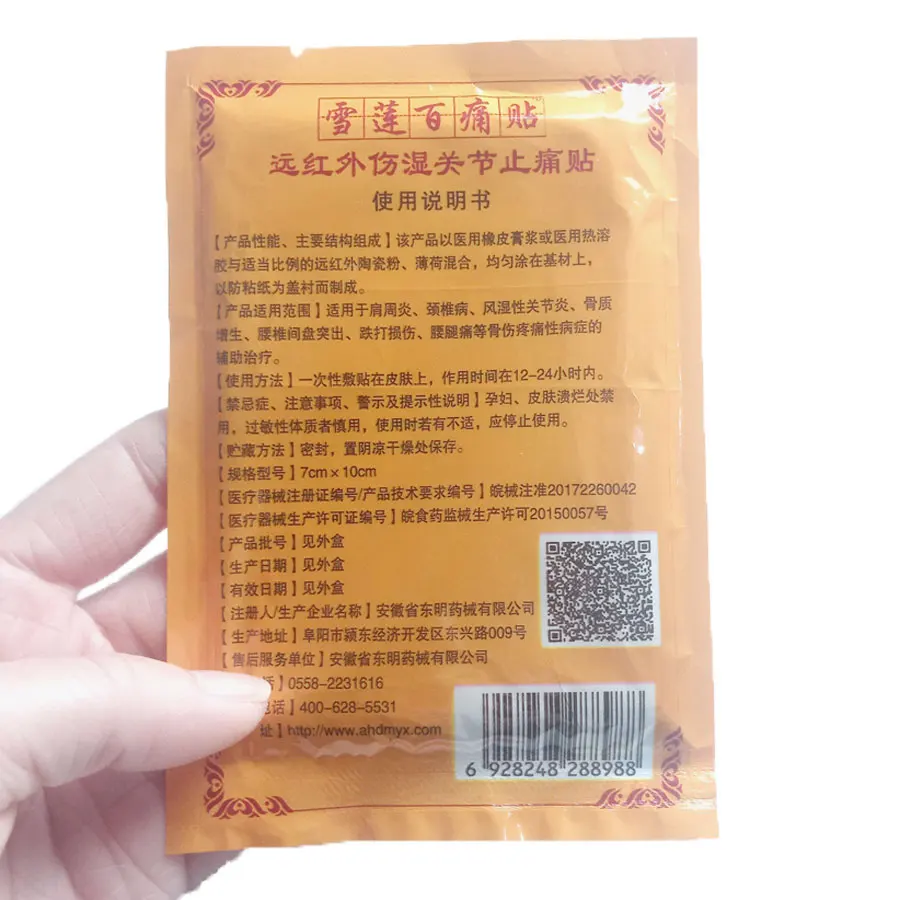 雪莲百痛贴
远红外伤湿关节止痛贴
使用说明书
【产品性能、主要结构组成】该产品以医用橡皮膏浆或医用热溶
胶与适当比例的远红外陶瓷粉、薄荷混合，均匀涂在基材上，
以防粘纸为盖衬而制成。
【产品适用范围】适用于肩周炎、颈椎病、风湿性关节炎、骨质
增生、腰椎间盘突出、跌打损伤、腰腿痛等骨伤疼痛性病症的
辅助治疗。
【使用方法】一次性敷贴在皮肤上，作用时间在12-24小时内。
【禁忌症、注意事项、警示及提示性说明】孕妇、皮肤溃烂处禁
用，过敏性体质者慎用，使用时若有不适，应停止使用。
【贮藏方法】密封，置阴凉干燥处保存。
【规格型号】7cm×10cm
【医疗器械注册证编号/产品技术要求编号】皖械注准20172260042
【医疗器械生产许可证编号】皖食药监械生产许可20150057号
【产品批号】见外盒
【生产日期】见外盒
【有效日期】见外盒
【注册人/生产企业名称】安徽省东明药械有限公司
【生产地址】阜阳市颍东经济开发区东兴路009号
【售后服务单位】安徽省东明药械有限公司
话】0558-2231616
电话】400-628-5531
址】http://www.ahdmyx.com
6 928248 288988